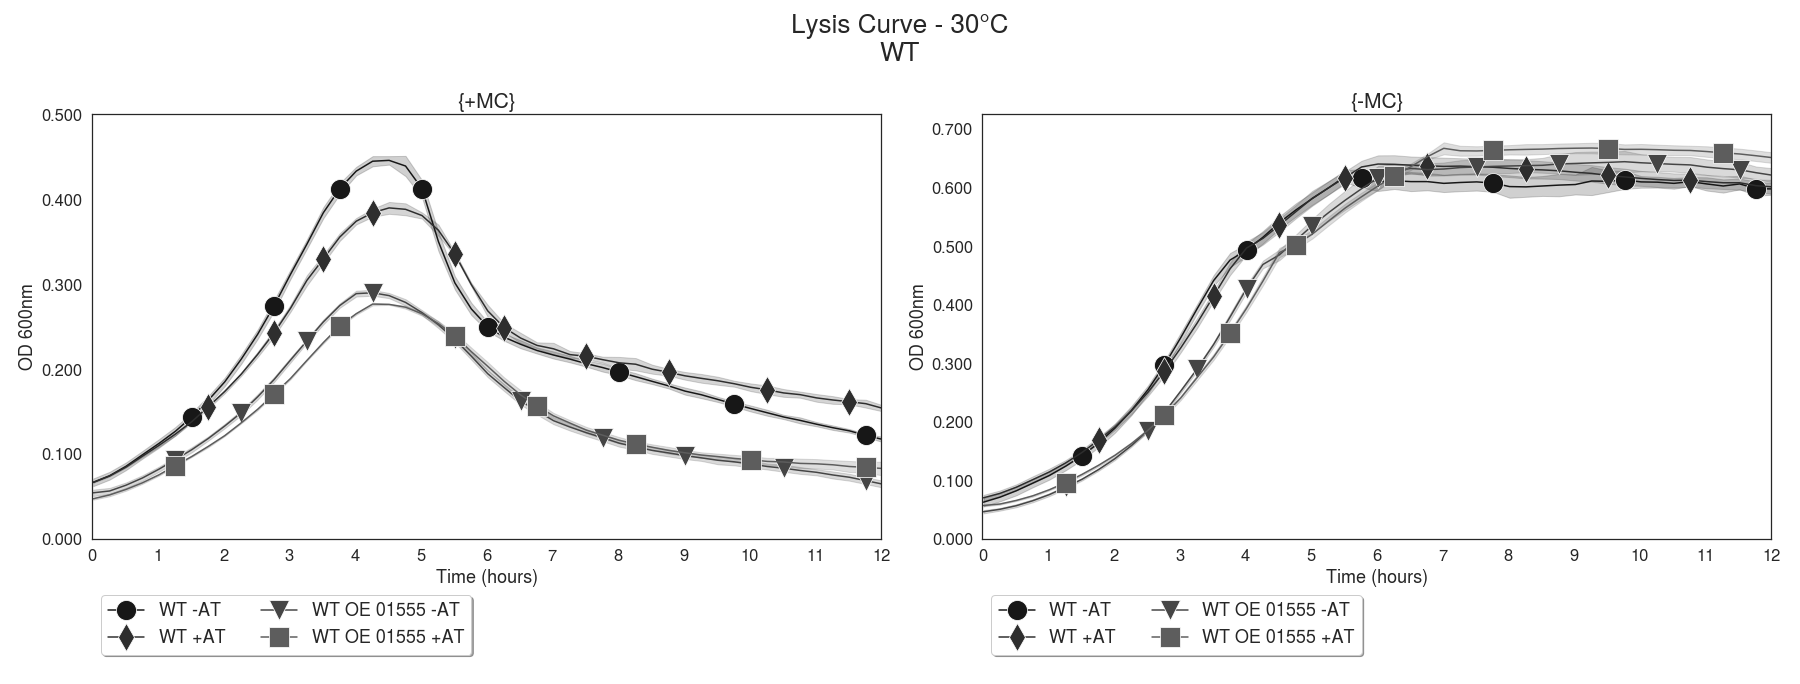 Lysis Curve - 30°C
WT
{+MC}
0.500
0.400
0.300
0.200
0.100
0.000
OD 600nm
0 1 2 3 4 5 6 7 8 9 10 11 12
Time (hours)
WT -AT
WT +AT
WT OE 01555 -AT
WT OE 01555 +AT
{-MC}
0.700
0.600
0.500
0.400
0.300
0.200
0.100
0.000
OD 600nm
0 1 2 3 4 5 6 7 8 9 10 11 12
Time (hours)
WT -AT
WT +AT
WT OE 01555 -AT
WT OE 01555 +AT